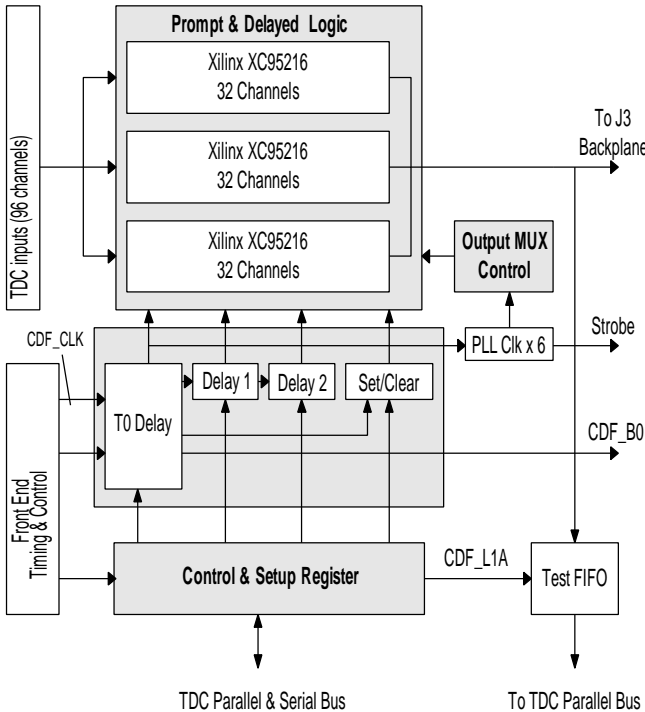 Prompt & Delayed Logic
Xilinx XC95216
32 Channels
Xilinx XC95216
32 Channels
Xilinx XC95216
32 Channels
TDC inputs (96 channels)
To J3
Backplane
Output MUX
Control
CDF_CLK
Strobe
PLL Clk x 6
Delay 1
Delay 2
Set/Clear
T0 Delay
CDF_B0
Front End
Timing & Control
Control & Setup Register
CDF_L1A
Test FIFO
TDC Parallel & Serial Bus
To TDC Parallel Bus